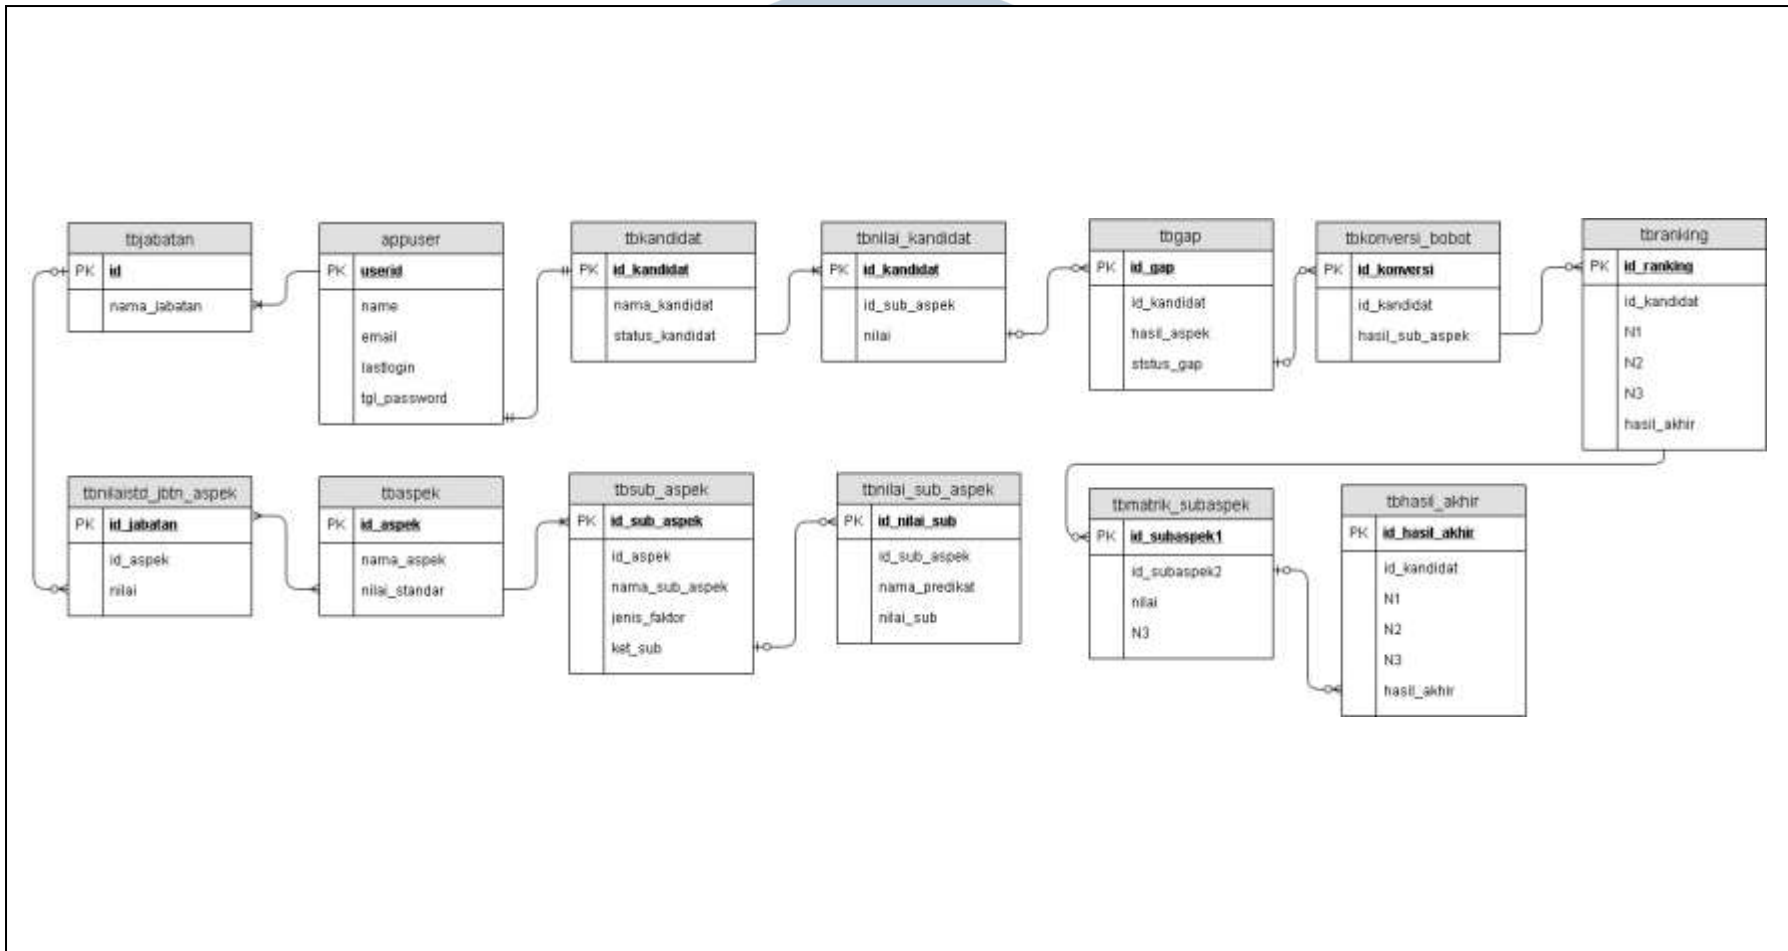 tbjabatan
PK id
nama_jabatan
appuser
PK userid
name
email
lastlogin
tgl_password
tbkandidat
PK id_kandidat
nama_kandidat
status_kandidat
tbnilai_kandidat
PK id_kandidat
id_sub_aspek
nilai
tbgap
PK id_gap
id_kandidat
hasil_aspek
ststus_gap
tbkonversi_bobot
PK id_konversi
id_kandidat
hasil_sub_aspek
tbranking
PK id_ranking
id_kandidat
N1
N2
N3
hasil_akhir
tbnilaistd_jbtn_aspek
PK id_jabatan
id_aspek
nilai
tbaspek
PK id_aspek
nama_aspek
nilai_standar
tbsub_aspek
PK id_sub_aspek
id_aspek
nama_sub_aspek
jenis_faktor
ket_sub
tbnilai_sub_aspek
PK id_nilai_sub
id_sub_aspek
nama_predikat
nilai_sub
tbmatrik_subaspek
PK id_subaspek1
id_subaspek2
nilai
N3
tbhasil_akhir
PK id_hasil_akhir
id_kandidat
N1
N2
N3
hasil_akhir